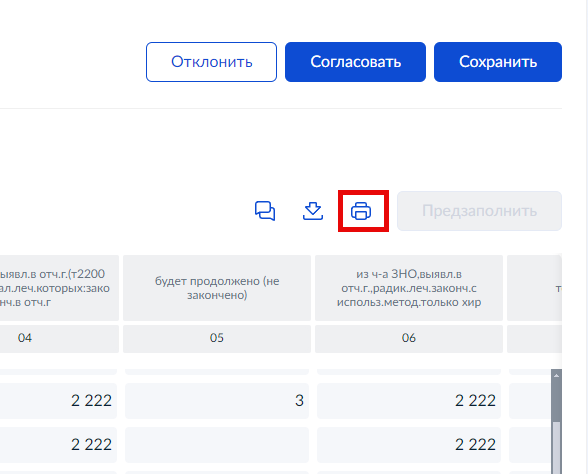 Отклонить
Согласовать
Сохранить
Предзаполнить
выявл.в отч.г.(т2200
ал.леч.которых:зако
нч.в отч.г
будет продолжено (не
закончено)
из ч-а ЗНО,выявл.в
отч.г.,радик.леч.законч.с
использ.метод.только хир
04
05
06
2 222
3
2 222
2 222
2 222